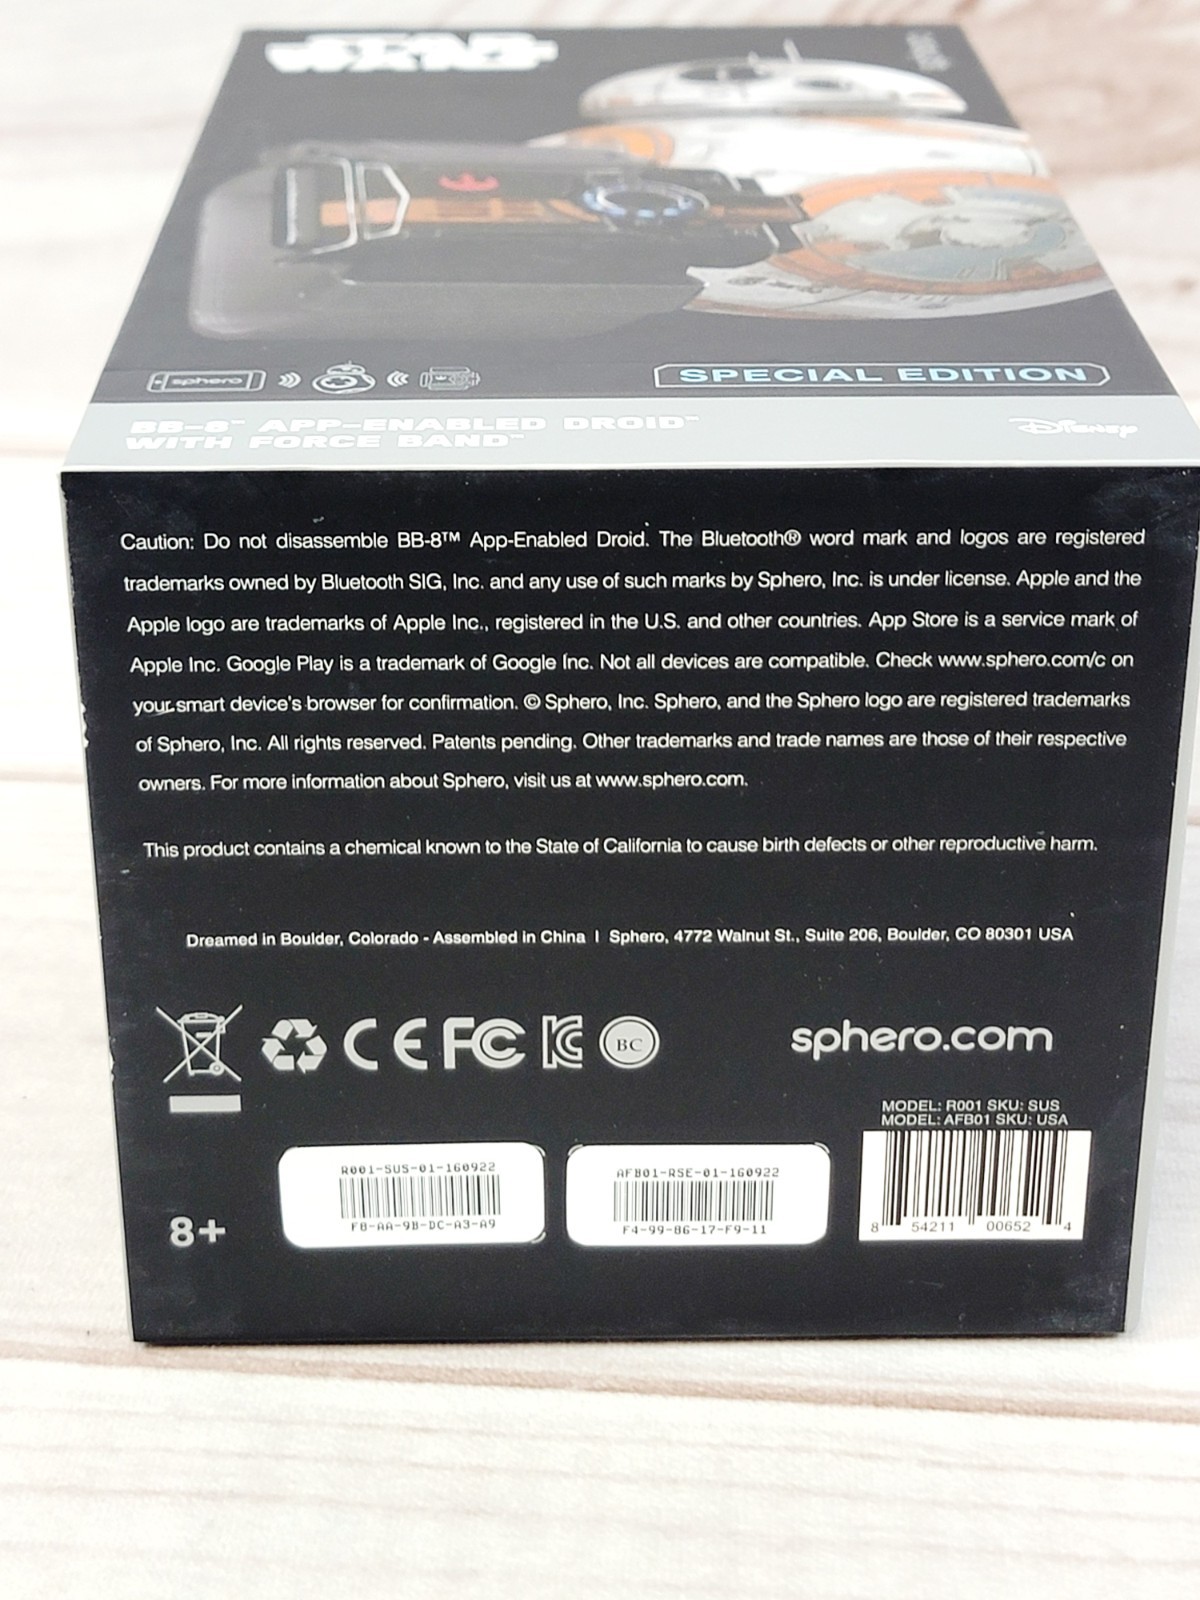 STAR
WARS
sphero
SPECIAL EDITION
BB-8™ APP-ENABLED DROID™
WITH FORCE BAND™
Disney
Caution: Do not disassemble BB-8™ App-Enabled Droid. The Bluetooth® word mark and logos are registered
trademarks owned by Bluetooth SIG, Inc. and any use of such marks by Sphero, Inc. is under license. Apple and the
Apple logo are trademarks of Apple Inc., registered in the U.S. and other countries. App Store is a service mark of
Apple Inc. Google Play is a trademark of Google Inc. Not all devices are compatible. Check www.sphero.com/c on
your smart device's browser for confirmation. © Sphero, Inc. Sphero, and the Sphero logo are registered trademarks
of Sphero, Inc. All rights reserved. Patents pending. Other trademarks and trade names are those of their respective
owners. For more information about Sphero, visit us at www.sphero.com.
This product contains a chemical known to the State of California to cause birth defects or other reproductive harm.
Dreamed in Boulder, Colorado - Assembled in China | Sphero, 4772 Walnut St., Suite 206, Boulder, CO 80301 USA
CE FC KC BC
sphero.com
MODEL: R001 SKU: SUS
MODEL: AFB01 SKU: USA
R001-SUS-01-160922
F8-AA-9B-DC-A3-A9
AFB01-RSE-01-160922
F4-99-86-17-F9-11
8 54211 00652 4
8+